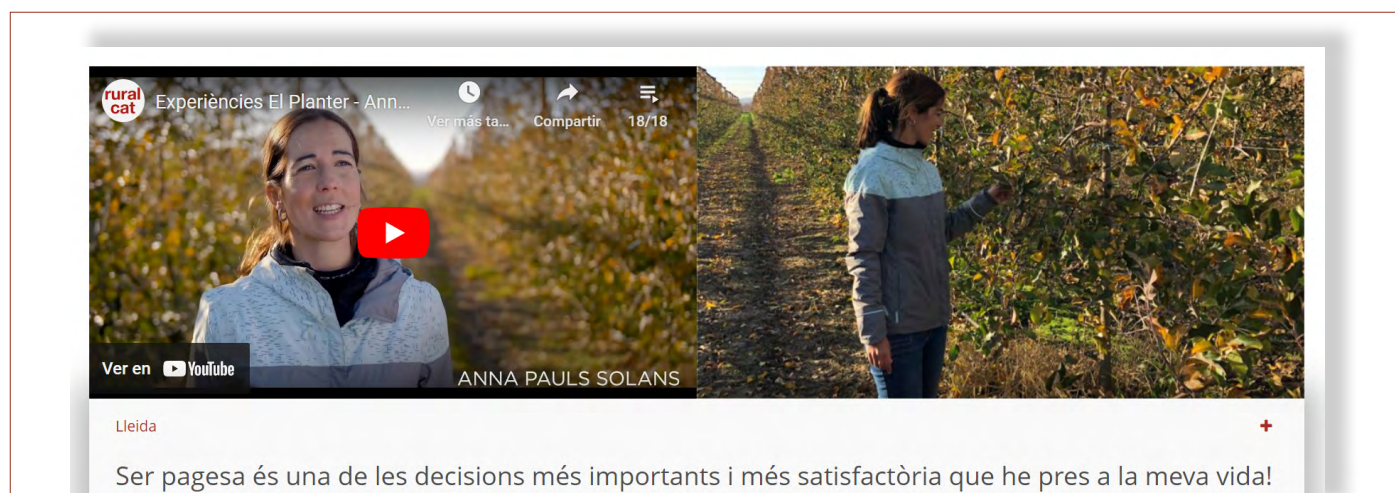 rural
cat
Experiències El Planter - Ann...
Ver más ta...
Compartir
18/18
Ver en YouTube
ANNA PAULS SOLANS
Lleida
+
Ser pagesa és una de les decisions més importants i més satisfactòria que he pres a la meva vida!